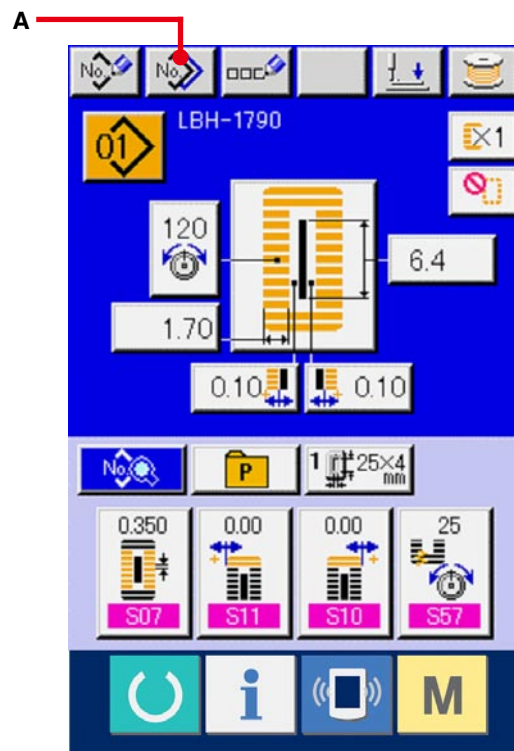 A
No. No.
LBH-1790
01
×1
120
6.4
1.70
0.10 0.10
No. P 1 25×4 mm
0.350 0.00 0.00 25
S07 S11 S10 S57
i M